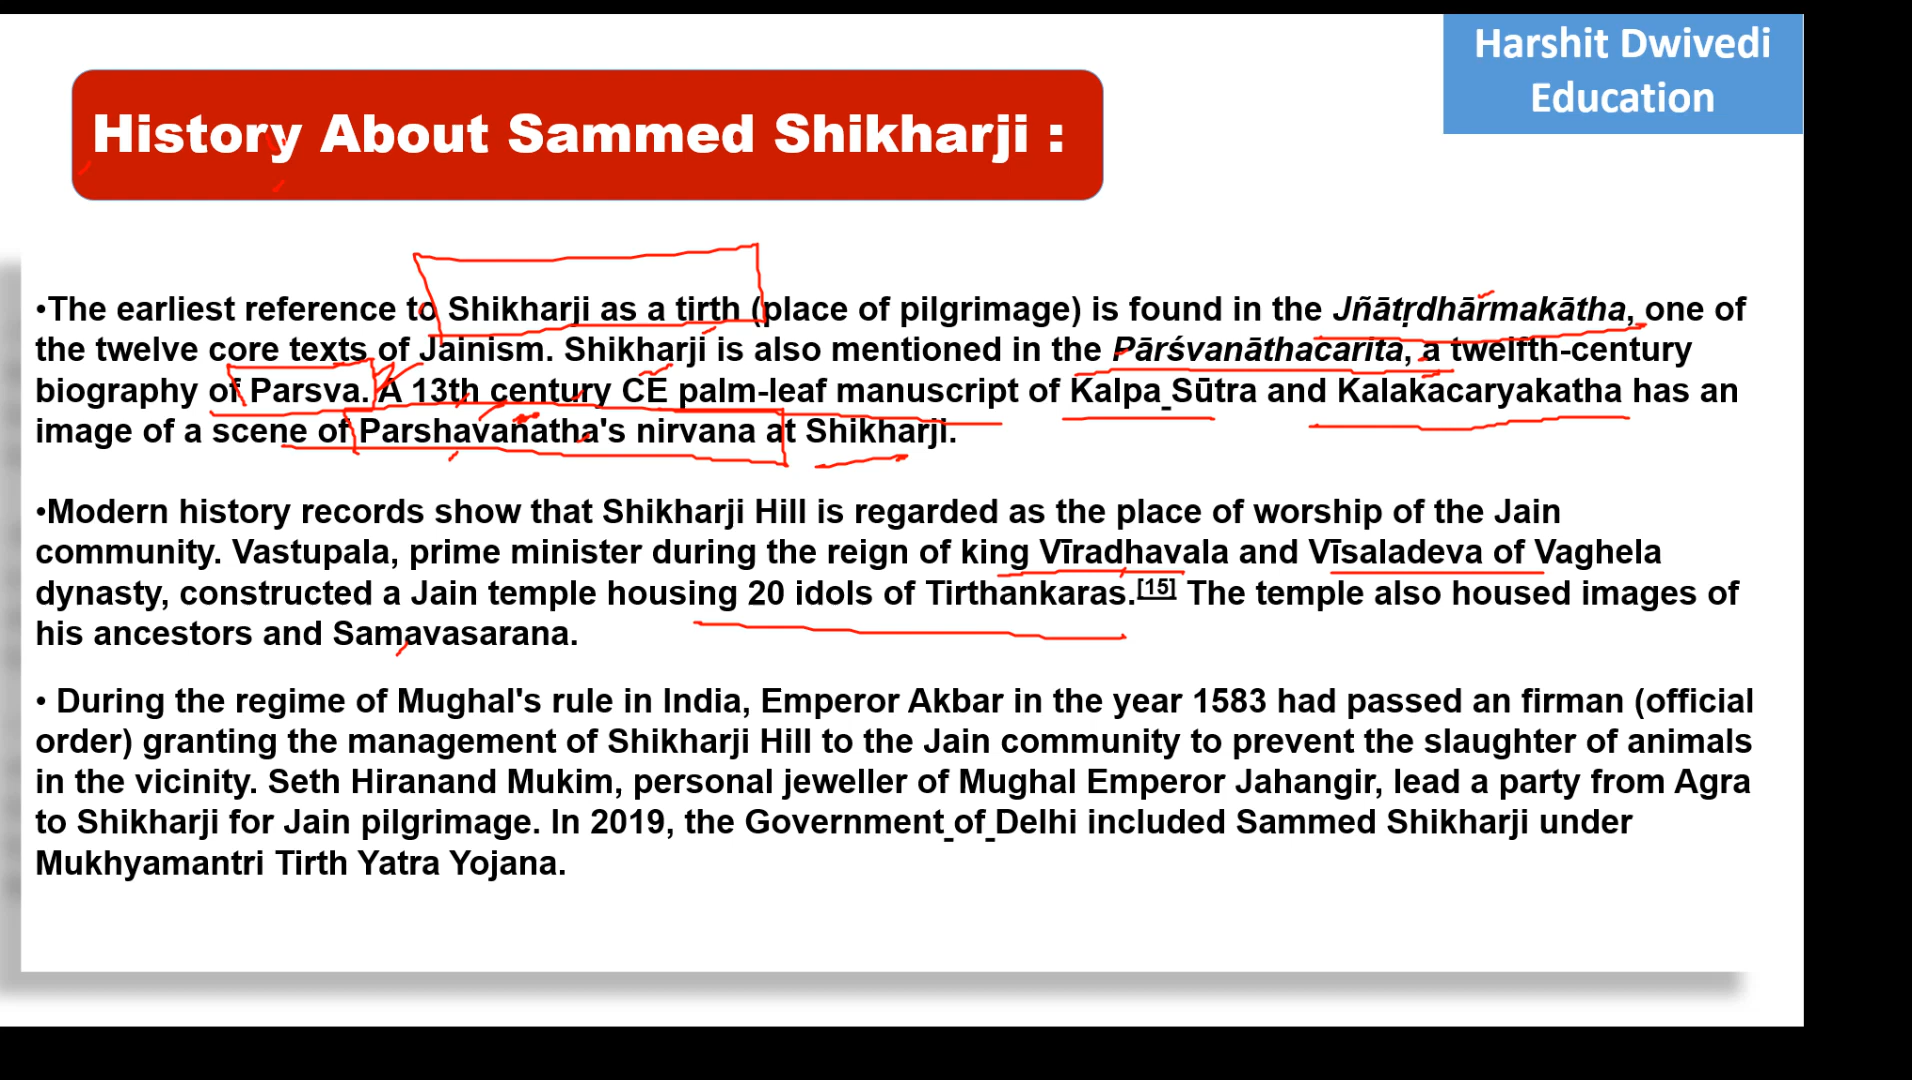 Harshit Dwivedi
Education
History About Sammed Shikharji :
•The earliest reference to Shikharji as a tirth (place of pilgrimage) is found in the Jñātṛdhārmakātha, one of
the twelve core texts of Jainism. Shikharji is also mentioned in the Pārśvanāthacarita, a twelfth-century
biography of Parsva. A 13th century CE palm-leaf manuscript of Kalpa Sūtra and Kalakacaryakatha has an
image of a scene of Parshavanatha's nirvana at Shikharji.
•Modern history records show that Shikharji Hill is regarded as the place of worship of the Jain
community. Vastupala, prime minister during the reign of king Vīradhavala and Vīsaladeva of Vaghela
dynasty, constructed a Jain temple housing 20 idols of Tirthankaras.[15] The temple also housed images of
his ancestors and Samavasarana.
• During the regime of Mughal's rule in India, Emperor Akbar in the year 1583 had passed an firman (official
order) granting the management of Shikharji Hill to the Jain community to prevent the slaughter of animals
in the vicinity. Seth Hiranand Mukim, personal jeweller of Mughal Emperor Jahangir, lead a party from Agra
to Shikharji for Jain pilgrimage. In 2019, the Government of Delhi included Sammed Shikharji under
Mukhyamantri Tirth Yatra Yojana.